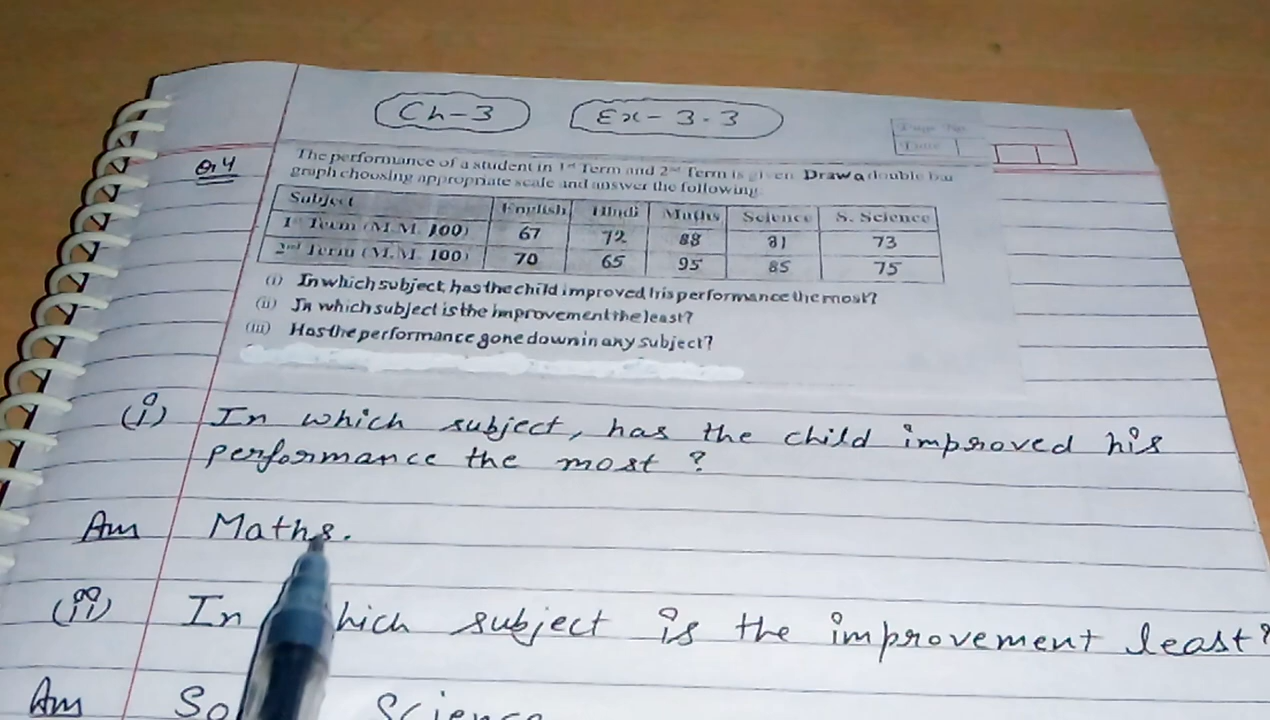 Ch-3 Ex-3.3
Q.4 The performance of a student in 1st Term and 2nd Term is given. Draw a double bar
graph choosing appropriate scale and answer the following.
Subject English Hindi Maths Science S. Science
1st Term (M.M. 100) 67 72 88 81 73
2nd Term (M.M. 100) 70 65 95 85 75
(i) In which subject, has the child improved his performance the most?
(ii) In which subject is the improvement the least?
(iii) Has the performance gone down in any subject?
(i) In which subject, has the child improved his
performance the most ?
Ans Maths.
(ii) In hich subject is the improvement least?
Ans So Science